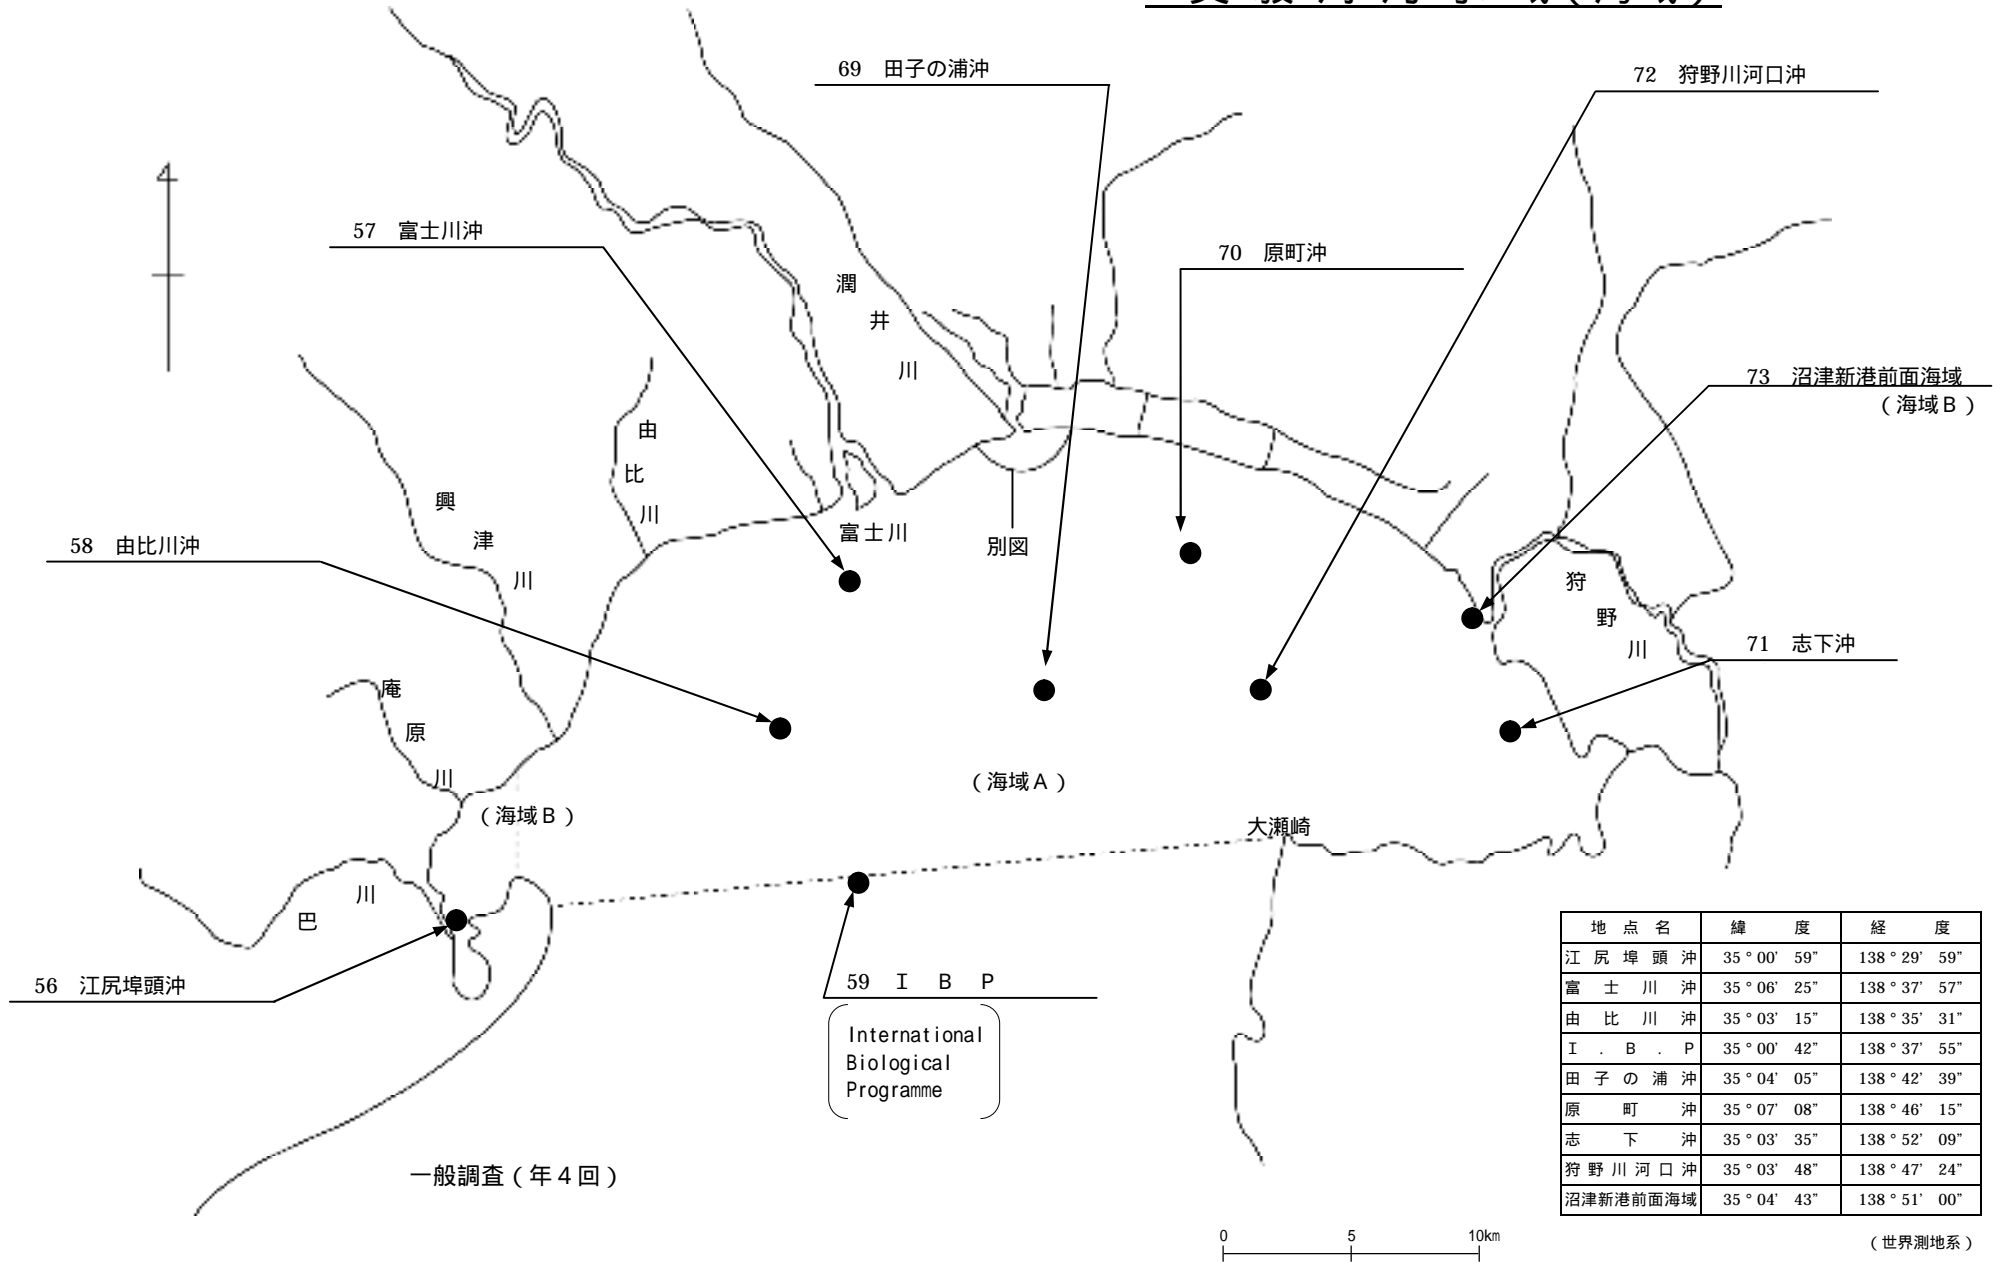 69 田子の浦沖
72 狩野川河口沖
57 富士川沖
70 原町沖
潤井川
73 沼津新港前面海域
（海域Ｂ）
由比川
興津川
富士川
別図
58 由比川沖
狩野川
71 志下沖
庵原川
（海域Ａ）
（海域Ｂ）
大瀬崎
巴川
56 江尻埠頭沖
59 Ｉ Ｂ Ｐ
International
Biological
Programme
地点名 緯度 経度
江尻埠頭沖 35°00' 59” 138°29' 59”
富士川沖 35°06' 25” 138°37' 57”
由比川沖 35°03' 15” 138°35' 31”
Ｉ．Ｂ．Ｐ 35°00' 42” 138°37' 55”
田子の浦沖 35°04' 05” 138°42' 39”
原町沖 35°07' 08” 138°46' 15”
志下沖 35°03' 35” 138°52' 09”
狩野川河口沖 35°03' 48” 138°47' 24”
沼津新港前面海域 35°04' 43” 138°51' 00”
（世界測地系）
一般調査（年４回）
0 5 10km